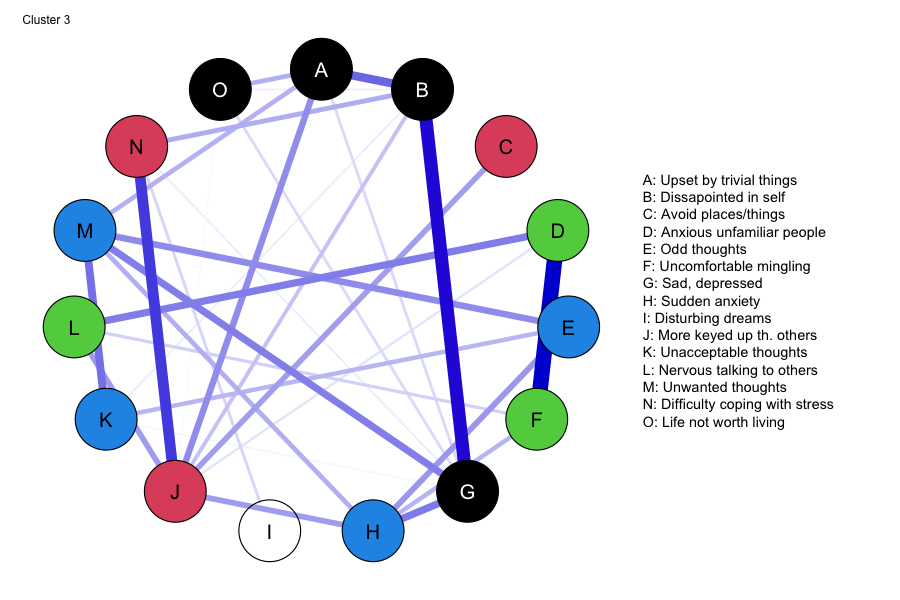 Cluster 3
A
O
B
N
C
M
D
L
E
K
F
J
G
I
H
A: Upset by trivial things
B: Dissapointed in self
C: Avoid places/things
D: Anxious unfamiliar people
E: Odd thoughts
F: Uncomfortable mingling
G: Sad, depressed
H: Sudden anxiety
I: Disturbing dreams
J: More keyed up th. others
K: Unacceptable thoughts
L: Nervous talking to others
M: Unwanted thoughts
N: Difficulty coping with stress
O: Life not worth living